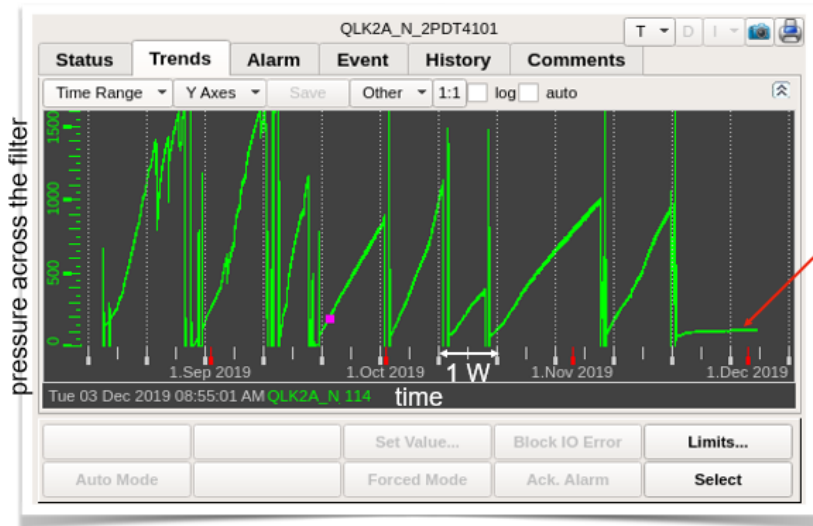 QLK2A_N_2PDT4101
T D I
Status Trends Alarm Event History Comments
Time Range Y Axes Save Other 1:1 log auto
pressure across the filter
1500
1000
500
0
1.Sep 2019 1.Oct 2019 1 W 1.Nov 2019 1.Dec 2019
Tue 03 Dec 2019 08:55:01 AM QLK2A_N 114 time
Set Value... Block IO Error Limits...
Auto Mode Forced Mode Ack. Alarm Select